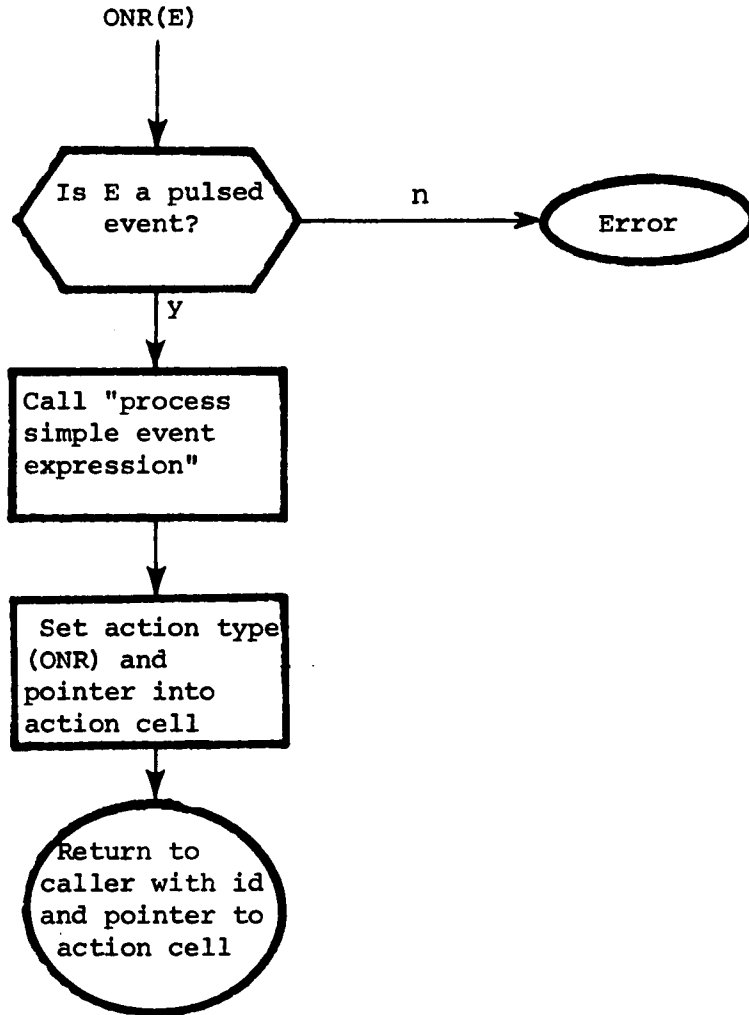 ONR(E)
Is E a pulsed
event?
n
Error
y
Call "process
simple event
expression"
Set action type
(ONR) and
pointer into
action cell
Return to
caller with id
and pointer to
action cell